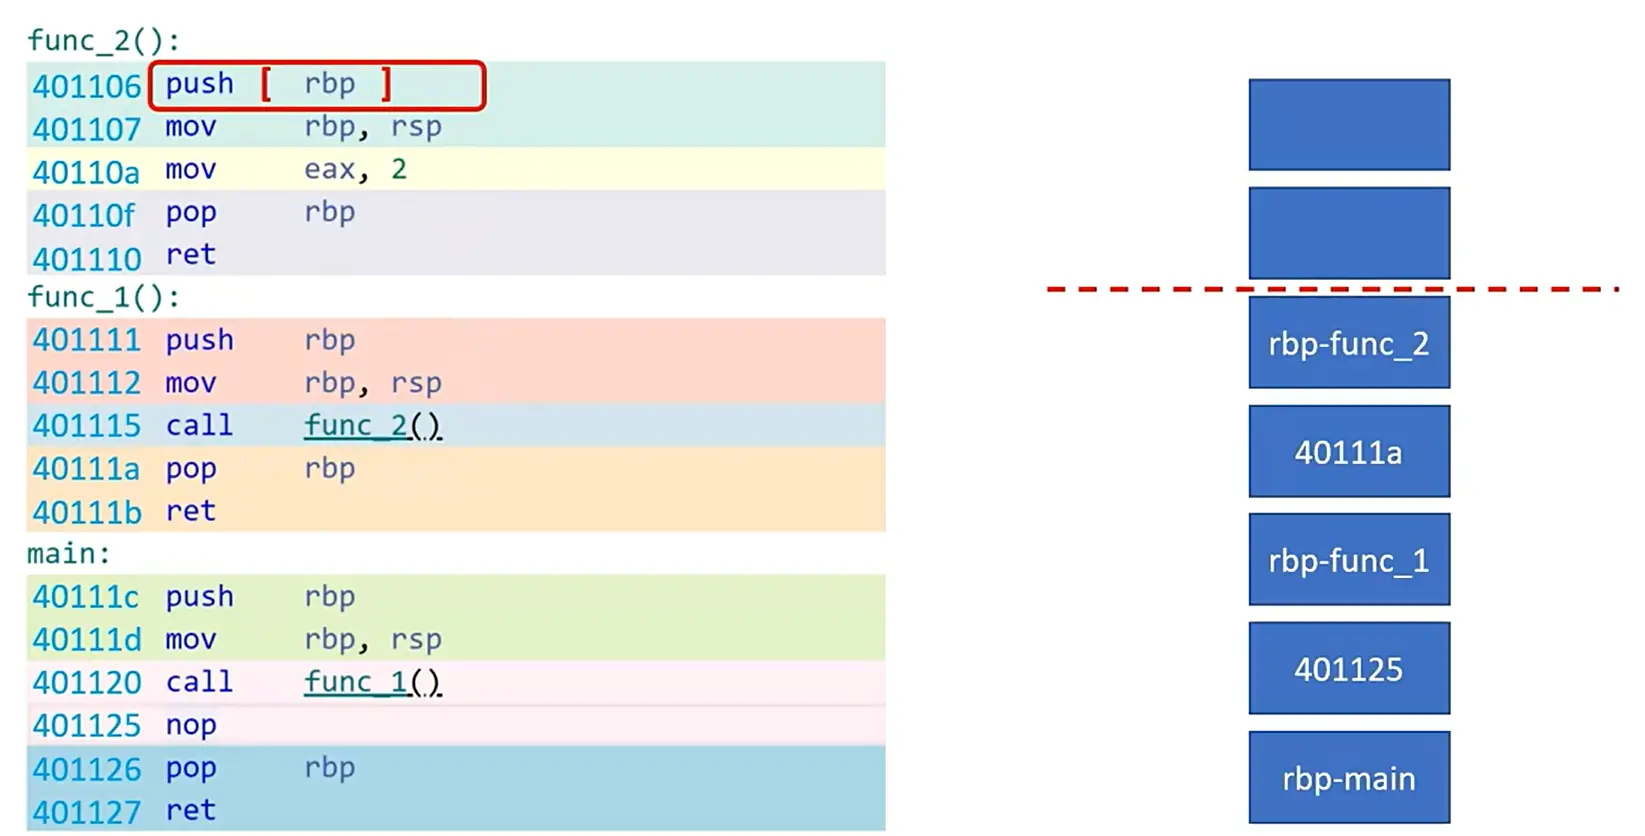 func_2():
401106 push [ rbp ]
401107 mov rbp, rsp
40110a mov eax, 2
40110f pop rbp
401110 ret
func_1():
401111 push rbp
401112 mov rbp, rsp
401115 call func_2()
40111a pop rbp
40111b ret
main:
40111c push rbp
40111d mov rbp, rsp
401120 call func_1()
401125 nop
401126 pop rbp
401127 ret
rbp-func_2
40111a
rbp-func_1
401125
rbp-main